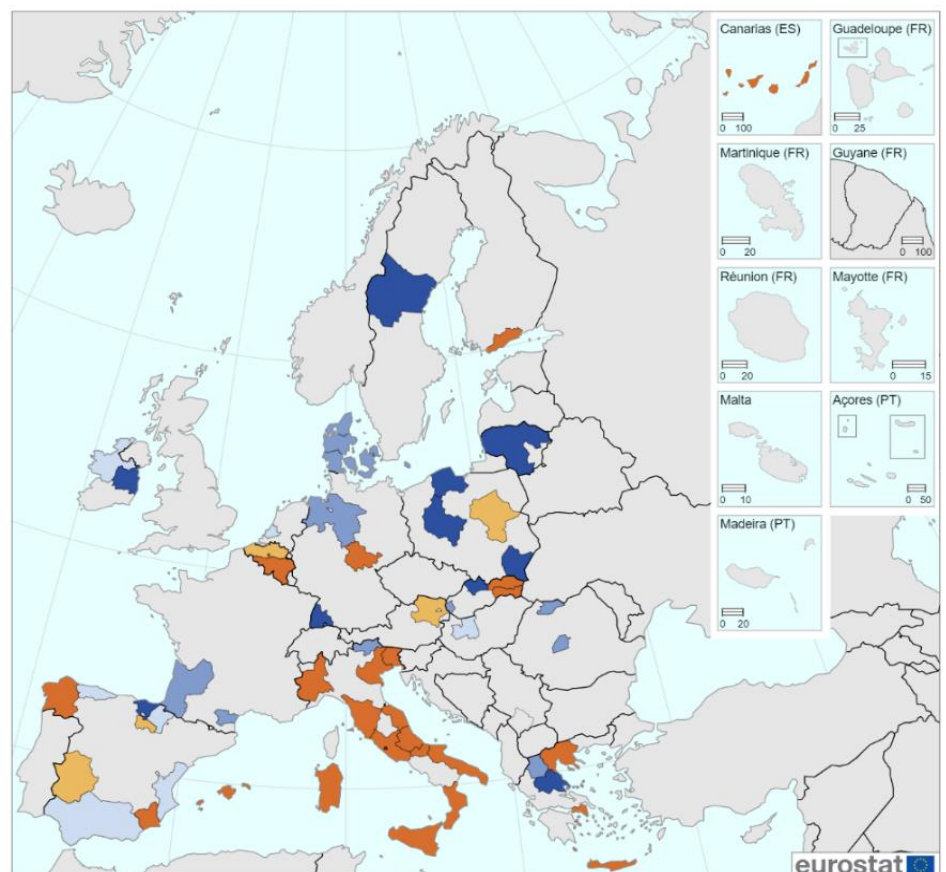 Canarias (ES)
0 100
Guadeloupe (FR)
0 25
Martinique (FR)
0 20
Guyane (FR)
0 100
Réunion (FR)
0 20
Mayotte (FR)
0 15
Malta
0 10
Açores (PT)
0 50
Madeira (PT)
0 20
eurostat